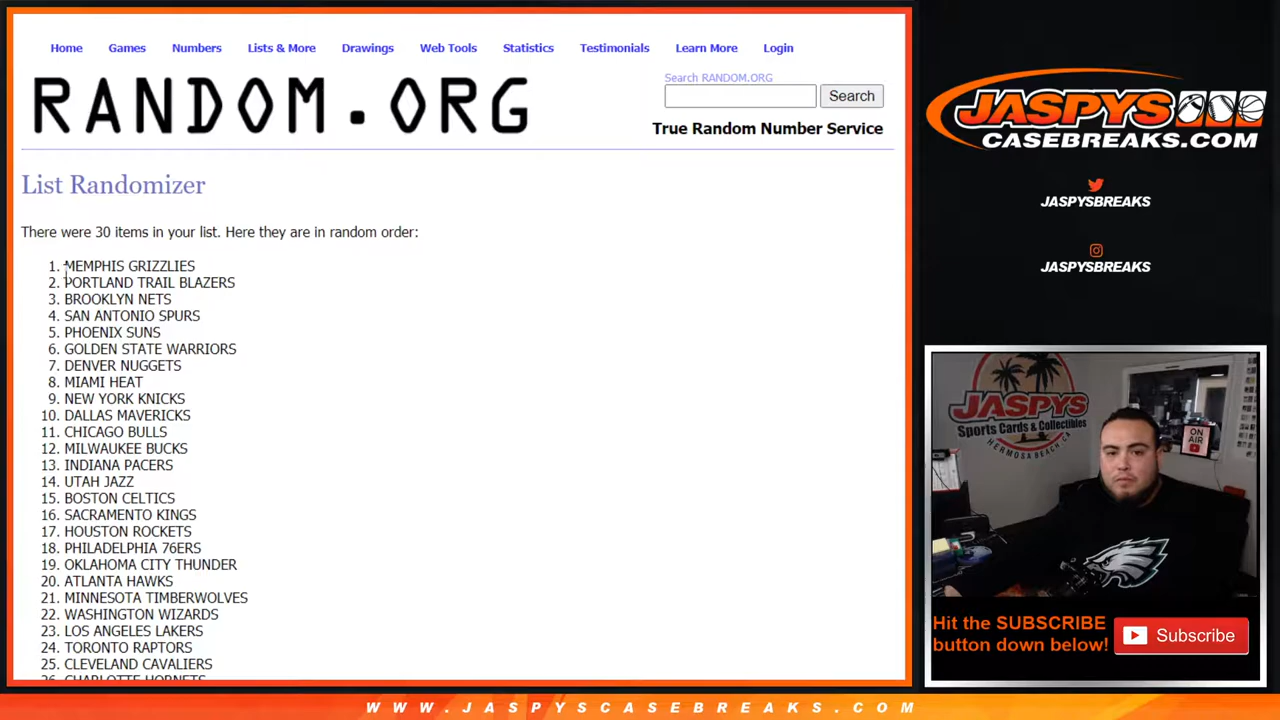 Home Games Numbers Lists & More Drawings Web Tools Statistics Testimonials Learn More Login
RANDOM.ORG
Search RANDOM.ORG
Search
True Random Number Service
List Randomizer
There were 30 items in your list. Here they are in random order:
1. MEMPHIS GRIZZLIES
2. PORTLAND TRAIL BLAZERS
3. BROOKLYN NETS
4. SAN ANTONIO SPURS
5. PHOENIX SUNS
6. GOLDEN STATE WARRIORS
7. DENVER NUGGETS
8. MIAMI HEAT
9. NEW YORK KNICKS
10. DALLAS MAVERICKS
11. CHICAGO BULLS
12. MILWAUKEE BUCKS
13. INDIANA PACERS
14. UTAH JAZZ
15. BOSTON CELTICS
16. SACRAMENTO KINGS
17. HOUSTON ROCKETS
18. PHILADELPHIA 76ERS
19. OKLAHOMA CITY THUNDER
20. ATLANTA HAWKS
21. MINNESOTA TIMBERWOLVES
22. WASHINGTON WIZARDS
23. LOS ANGELES LAKERS
24. TORONTO RAPTORS
25. CLEVELAND CAVALIERS
26. CHARLOTTE HORNETS
JASPYS
CASEBREAKS.COM
JASPYSBREAKS
JASPYSBREAKS
JASPYS
Sports Cards & Collectibles
HERMOSA BEACH, CA
ON AIR
Hit the SUBSCRIBE
button down below!
Subscribe
WWW.JASPYSCASEBREAKS.COM